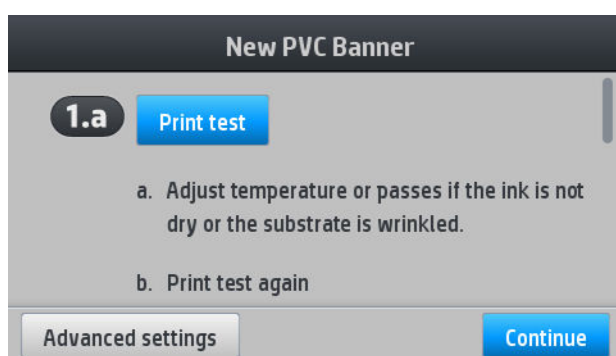 New PVC Banner
1.a Print test
a. Adjust temperature or passes if the ink is not
dry or the substrate is wrinkled.
b. Print test again
Advanced settings Continue